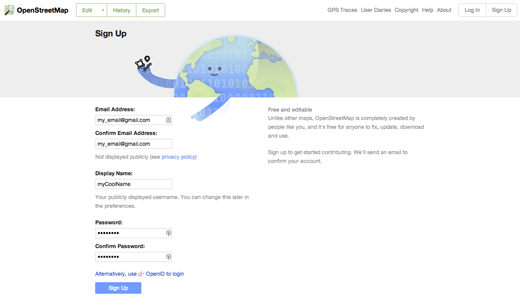 OpenStreetMap Edit History Export GPS Traces User Diaries Copyright Help About Log In Sign Up
Sign Up
Email Address:
my_email@gmail.com
Confirm Email Address:
my_email@gmail.com
Not displayed publicly (see privacy policy)
Display Name:
myCoolName
Your publicly displayed username. You can change this later in
the preferences.
Password:
Confirm Password:
Alternatively, use OpenID to login
Sign Up
Free and editable
Unlike other maps, OpenStreetMap is completely created by
people like you, and it's free for anyone to fix, update, download
and use.
Sign up to get started contributing. We'll send an email to
confirm your account.